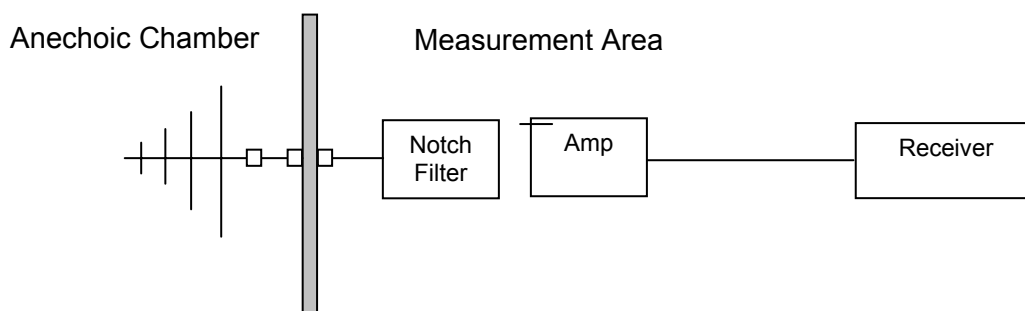 Anechoic Chamber
Measurement Area
Notch
Filter
Amp
Receiver